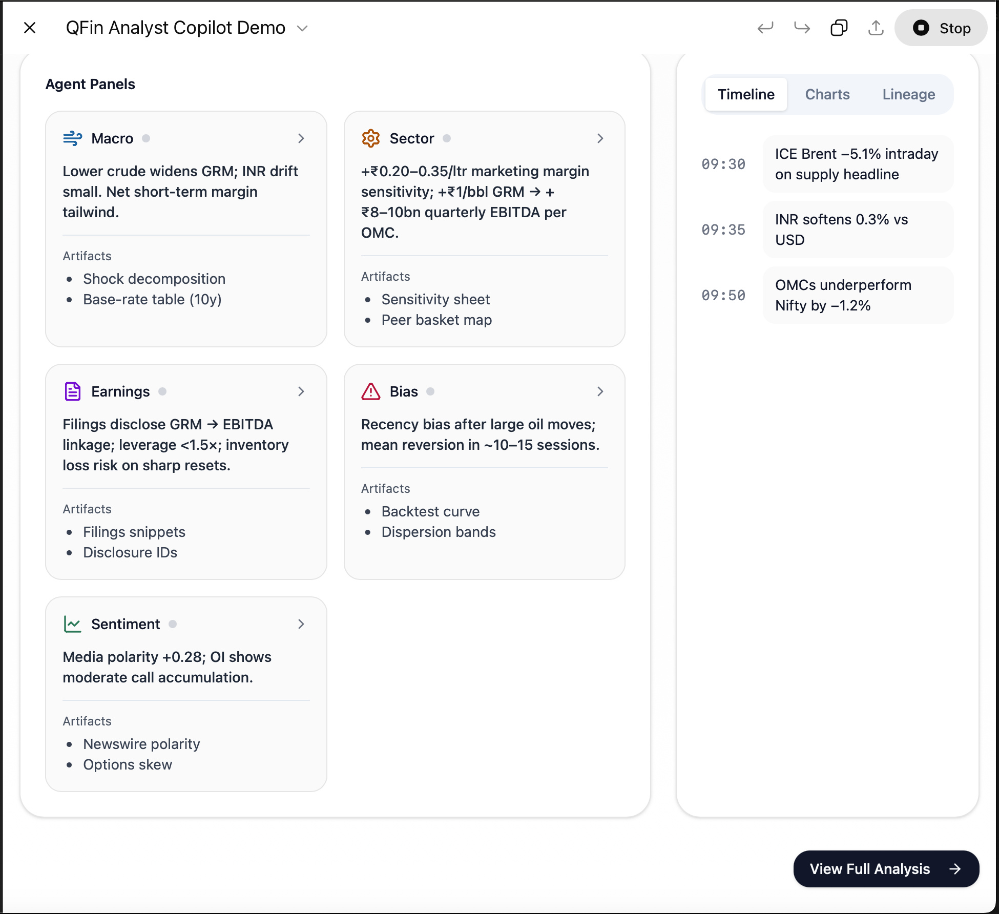 QFin Analyst Copilot Demo
Stop
Agent Panels
Macro
Lower crude widens GRM; INR drift
small. Net short-term margin
tailwind.
Artifacts
• Shock decomposition
• Base-rate table (10y)
Sector
+₹0.20–0.35/ltr marketing margin
sensitivity; +₹1/bbl GRM → +
₹8–10bn quarterly EBITDA per
OMC.
Artifacts
• Sensitivity sheet
• Peer basket map
Earnings
Filings disclose GRM → EBITDA
linkage; leverage <1.5×; inventory
loss risk on sharp resets.
Artifacts
• Filings snippets
• Disclosure IDs
Bias
Recency bias after large oil moves;
mean reversion in ~10–15 sessions.
Artifacts
• Backtest curve
• Dispersion bands
Sentiment
Media polarity +0.28; OI shows
moderate call accumulation.
Artifacts
• Newswire polarity
• Options skew
Timeline Charts Lineage
09:30
ICE Brent −5.1% intraday
on supply headline
09:35
INR softens 0.3% vs
USD
09:50
OMCs underperform
Nifty by −1.2%
View Full Analysis →